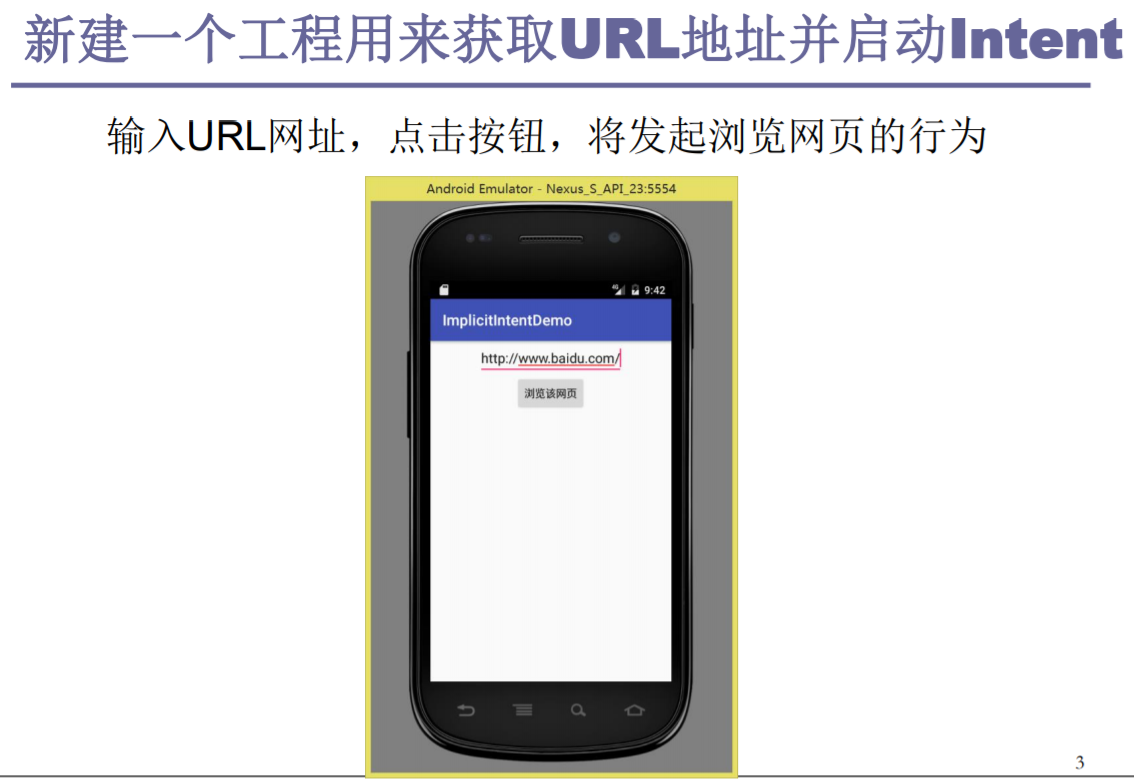 新建一个工程用来获取URL地址并启动Intent
输入URL网址，点击按钮，将发起浏览网页的行为
Android Emulator - Nexus_S_API_23:5554
4G 9:42
ImplicitIntentDemo
http://www.baidu.com/
浏览该网页
3